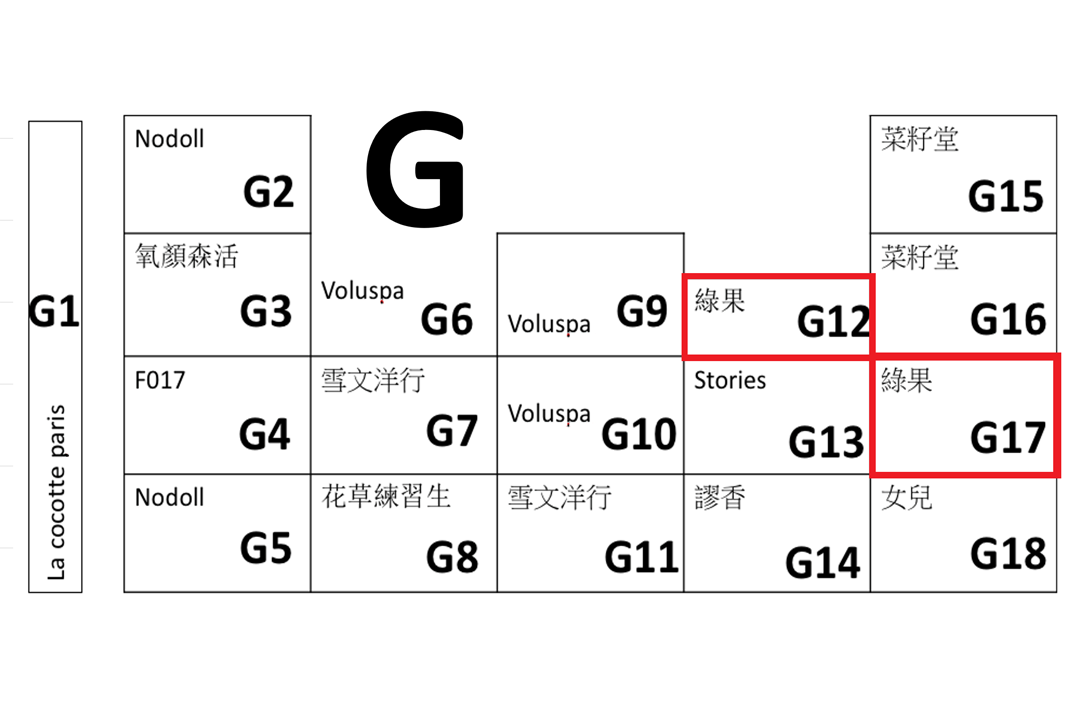 G
G1
La cocotte paris
Nodoll
G2
氧顏森活
G3
F017
G4
Nodoll
G5
Voluspa
G6
雪文洋行
G7
花草練習生
G8
Voluspa
G9
Voluspa
G10
雪文洋行
G11
綠果
G12
Stories
G13
謬香
G14
菜籽堂
G15
菜籽堂
G16
綠果
G17
女兒
G18